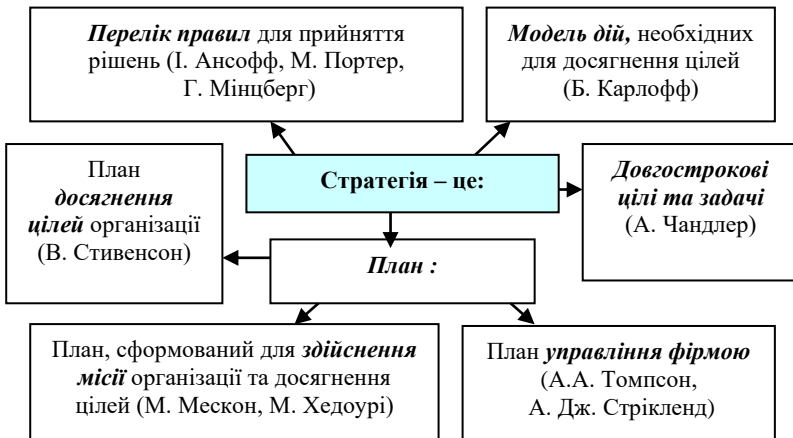 Перелік правил для прийняття
рішень (І. Ансофф, М. Портер,
Г. Мінцберг)
Модель дій, необхідних
для досягнення цілей
(Б. Карлофф)
Стратегія – це:
План
досягнення
цілей організації
(В. Стивенсон)
Довгострокові
цілі та задачі
(А. Чандлер)
План :
План, сформований для здійснення
місії організації та досягнення
цілей (М. Мескон, М. Хедоурі)
План управління фірмою
(А.А. Томпсон,
А. Дж. Стрікленд)